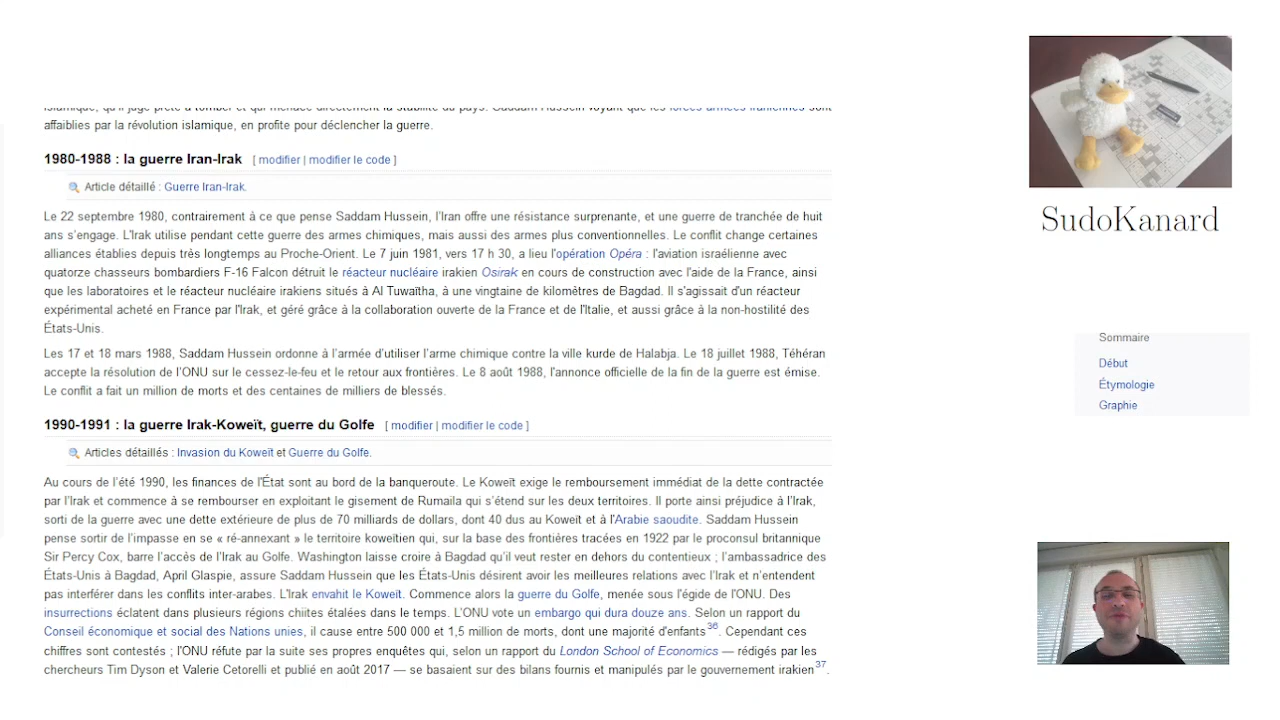 islamique, qu'il juge prête à tomber et qui menace directement la stabilité du pays. Saddam Hussein voyant que les forces armées iraniennes sont
affaiblies par la révolution islamique, en profite pour déclencher la guerre.
1980-1988 : la guerre Iran-Irak [ modifier | modifier le code ]
Article détaillé : Guerre Iran-Irak.
Le 22 septembre 1980, contrairement à ce que pense Saddam Hussein, l'Iran offre une résistance surprenante, et une guerre de tranchée de huit
ans s'engage. L'Irak utilise pendant cette guerre des armes chimiques, mais aussi des armes plus conventionnelles. Le conflit change certaines
alliances établies depuis très longtemps au Proche-Orient. Le 7 juin 1981, vers 17 h 30, a lieu l'opération Opéra : l'aviation israélienne avec
quatorze chasseurs bombardiers F-16 Falcon détruit le réacteur nucléaire irakien Osirak en cours de construction avec l'aide de la France, ainsi
que les laboratoires et le réacteur nucléaire irakiens situés à Al Tuwaïtha, à une vingtaine de kilomètres de Bagdad. Il s'agissait d'un réacteur
expérimental acheté en France par l'Irak, et géré grâce à la collaboration ouverte de la France et de l'Italie, et aussi grâce à la non-hostilité des
États-Unis.
Les 17 et 18 mars 1988, Saddam Hussein ordonne à l'armée d'utiliser l'arme chimique contre la ville kurde de Halabja. Le 18 juillet 1988, Téhéran
accepte la résolution de l'ONU sur le cessez-le-feu et le retour aux frontières. Le 8 août 1988, l'annonce officielle de la fin de la guerre est émise.
Le conflit a fait un million de morts et des centaines de milliers de blessés.
1990-1991 : la guerre Irak-Koweït, guerre du Golfe [ modifier | modifier le code ]
Articles détaillés : Invasion du Koweït et Guerre du Golfe.
Au cours de l'été 1990, les finances de l'État sont au bord de la banqueroute. Le Koweït exige le remboursement immédiat de la dette contractée
par l'Irak et commence à se rembourser en exploitant le gisement de Rumaila qui s'étend sur les deux territoires. Il porte ainsi préjudice à l'Irak,
sorti de la guerre avec une dette extérieure de plus de 70 milliards de dollars, dont 40 dus au Koweït et à l'Arabie saoudite. Saddam Hussein
pense sortir de l'impasse en se « ré-annexant » le territoire koweïtien qui, sur la base des frontières tracées en 1922 par le proconsul britannique
Sir Percy Cox, barre l'accès de l'Irak au Golfe. Washington laisse croire à Bagdad qu'il veut rester en dehors du contentieux ; l'ambassadrice des
États-Unis à Bagdad, April Glaspie, assure Saddam Hussein que les États-Unis désirent avoir les meilleures relations avec l'Irak et n'entendent
pas interférer dans les conflits inter-arabes. L'Irak envahit le Koweït. Commence alors la guerre du Golfe, menée sous l'égide de l'ONU. Des
insurrections éclatent dans plusieurs régions chiites étalées dans le temps. L'ONU vote un embargo qui dura douze ans. Selon un rapport du
Conseil économique et social des Nations unies, il cause entre 500 000 et 1,5 million de morts, dont une majorité d'enfants36. Cependant ces
chiffres sont contestés ; l'ONU réfute par la suite ses propres enquêtes qui, selon un rapport du London School of Economics — rédigés par les
chercheurs Tim Dyson et Valerie Cetorelli et publié en août 2017 — se basaient sur des bilans fournis et manipulés par le gouvernement irakien37.
SudoKanard
Sommaire
Début
Étymologie
Graphie